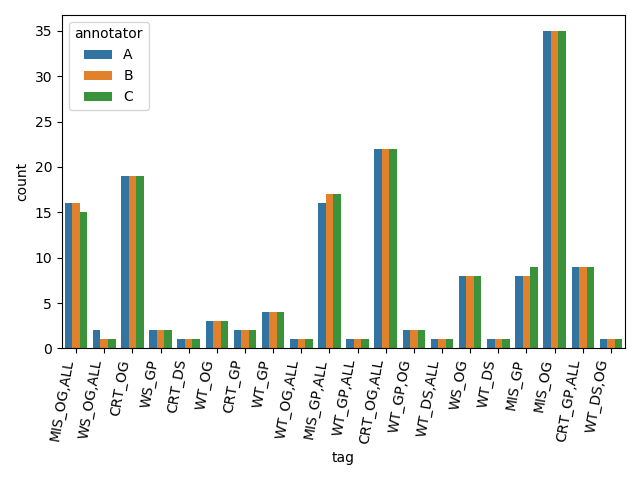 annotator
A
B
C
count
35
30
25
20
15
10
5
0
MIS_OG,ALL
WS_OG,ALL
CRT_OG
WS_GP
CRT_DS
WT_OG
CRT_GP
WT_GP
WT_OG,ALL
MIS_GP,ALL
WT_GP,ALL
CRT_OG,ALL
WT_GP,OG
WT_DS,ALL
WS_OG
WT_DS
MIS_GP
MIS_OG
CRT_GP,ALL
WT_DS,OG
tag